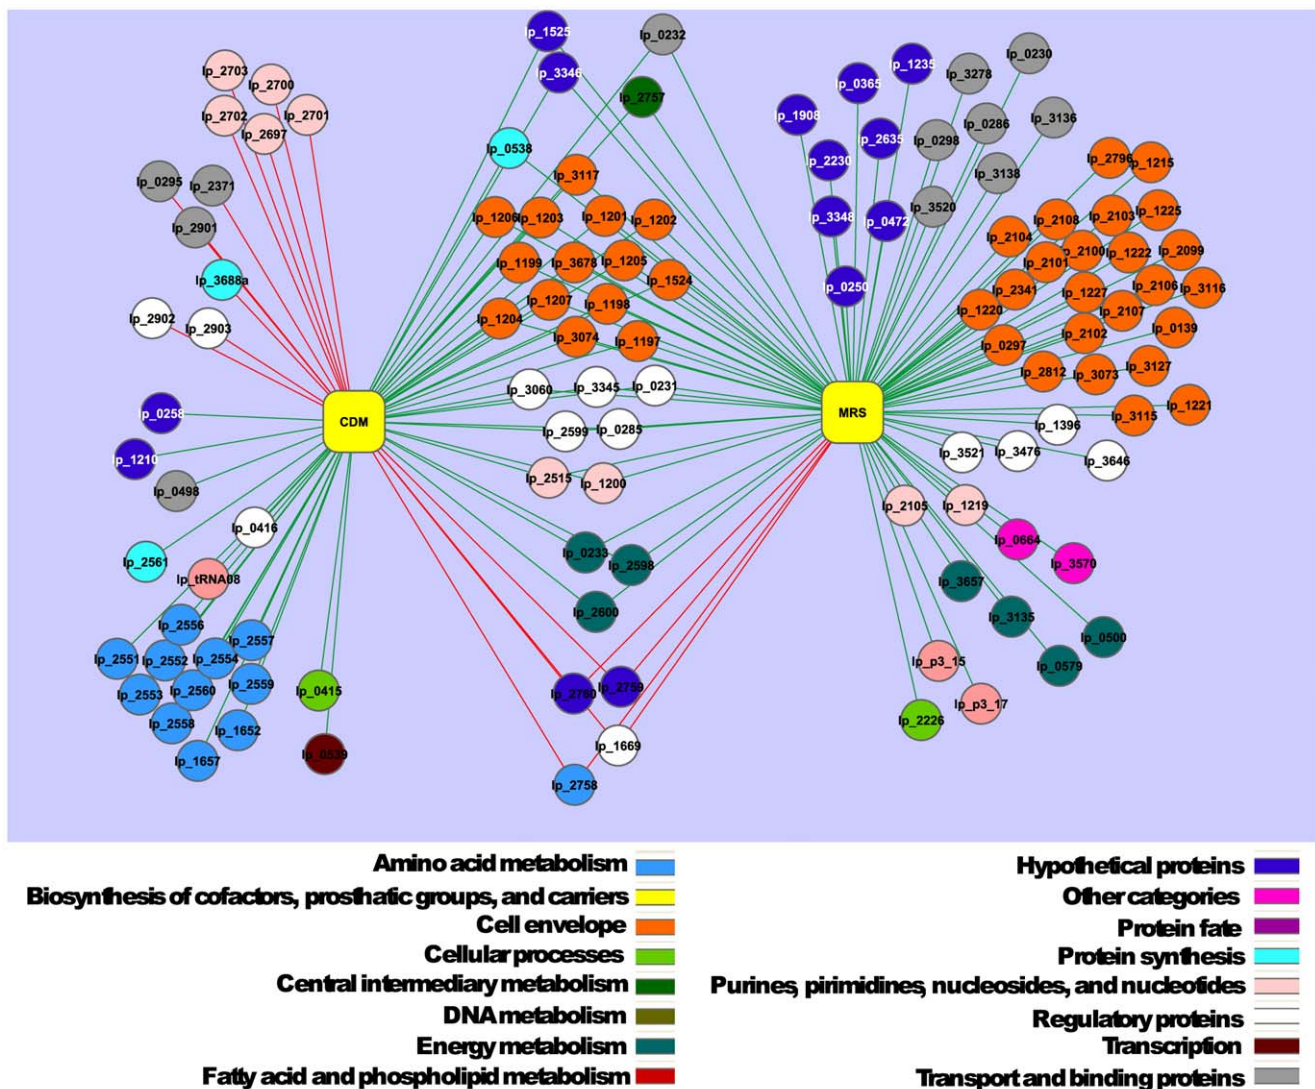 lp_1525
lp_0232
lp_3346
lp_2757
lp_0538
lp_2703
lp_2700
lp_2702
lp_2697
lp_2701
lp_0295
lp_2371
lp_2901
lp_3688a
lp_2902
lp_2903
lp_0258
lp_1210
lp_0498
lp_0416
lp_2561
lp_tRNA08
lp_2556
lp_2557
lp_2551
lp_2552
lp_2554
lp_2553
lp_2560
lp_2559
lp_2558
lp_1652
lp_1657
lp_0415
lp_0539
CDM
lp_3117
lp_1206
lp_1203
lp_1201
lp_1202
lp_1199
lp_3678
lp_1205
lp_1524
lp_1207
lp_1198
lp_1204
lp_3074
lp_1197
lp_3060
lp_3345
lp_0231
lp_2599
lp_0285
lp_2515
lp_1200
lp_0233
lp_2598
lp_2600
lp_2760
lp_2759
lp_1669
lp_2758
MRS
lp_1908
lp_0365
lp_1235
lp_3278
lp_0230
lp_2635
lp_0298
lp_0286
lp_3136
lp_2230
lp_3138
lp_3348
lp_0472
lp_3520
lp_0250
lp_2796
lp_1215
lp_2104
lp_2108
lp_2103
lp_1225
lp_2101
lp_2100
lp_1222
lp_2099
lp_2341
lp_1227
lp_2106
lp_3116
lp_1220
lp_2107
lp_0297
lp_2102
lp_0139
lp_2812
lp_3073
lp_3127
lp_3115
lp_1221
lp_1396
lp_3521
lp_3476
lp_3646
lp_2105
lp_1219
lp_0664
lp_3570
lp_3657
lp_3135
lp_0500
lp_0579
lp_p3_15
lp_p3_17
lp_2226
Amino acid metabolism
Biosynthesis of cofactors, prosthatic groups, and carriers
Cell envelope
Cellular processes
Central intermediary metabolism
DNA metabolism
Energy metabolism
Fatty acid and phospholipid metabolism
Hypothetical proteins
Other categories
Protein fate
Protein synthesis
Purines, pirimidines, nucleosides, and nucleotides
Regulatory proteins
Transcription
Transport and binding proteins